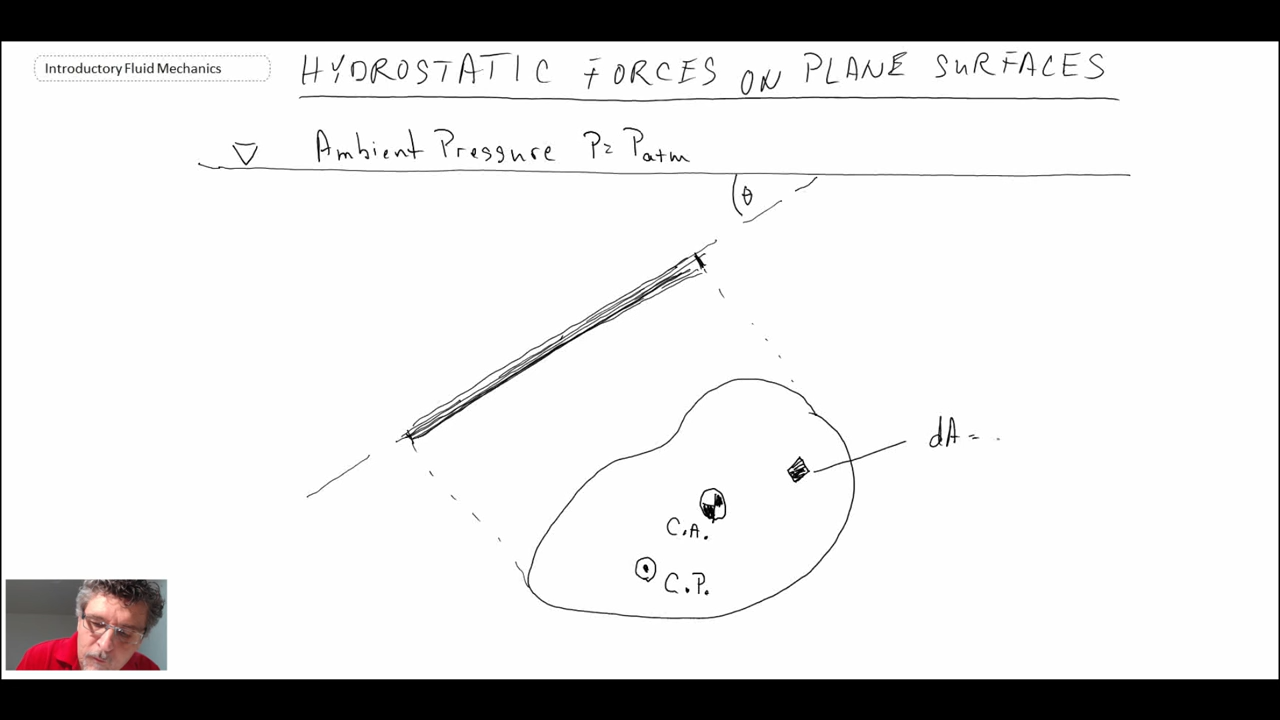 Introductory Fluid Mechanics
HYDROSTATIC FORCES ON PLANE SURFACES
Ambient Pressure P= Patm
θ
dA =
C.A.
C.P.